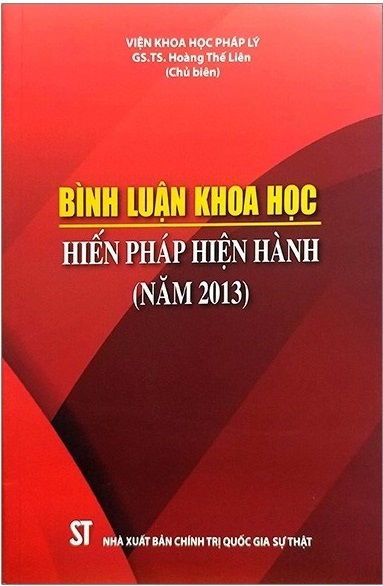 VIỆN KHOA HỌC PHÁP LÝ
GS.TS. Hoàng Thế Liên
(Chủ biên)
BÌNH LUẬN KHOA HỌC
HIẾN PHÁP HIỆN HÀNH
(NĂM 2013)
ST NHÀ XUẤT BẢN CHÍNH TRỊ QUỐC GIA SỰ THẬT